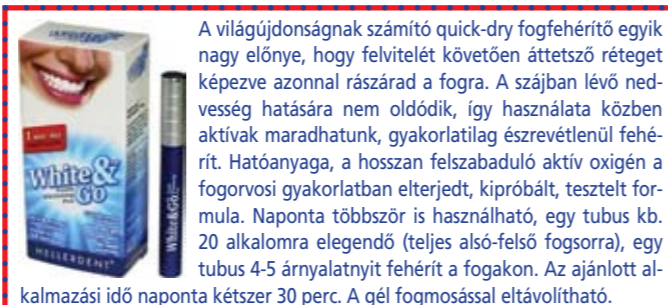 A világújdonságnak számító quick-dry fogfehérítő egyik
nagy előnye, hogy felvitelét követően áttetsző réteget
képezve azonnal rászárad a fogra. A szájban lévő ned-
vesség hatására nem oldódik, így használata közben
aktívak maradhatunk, gyakorlatilag észrevétlenül fehé-
rít. Hatóanyaga, a hosszan felszabaduló aktív oxigén a
fogorvosi gyakorlatban elterjedt, kipróbált, tesztelt for-
mula. Naponta többször is használható, egy tubus kb.
20 alkalomra elegendő (teljes alsó-felső fogsorra), egy
tubus 4-5 árnyalatnyit fehérít a fogakon. Az ajánlott al-
kalmazási idő naponta kétszer 30 perc. A gél fogmosással eltávolítható.
White &
Go
HELLERDENT
White & Go